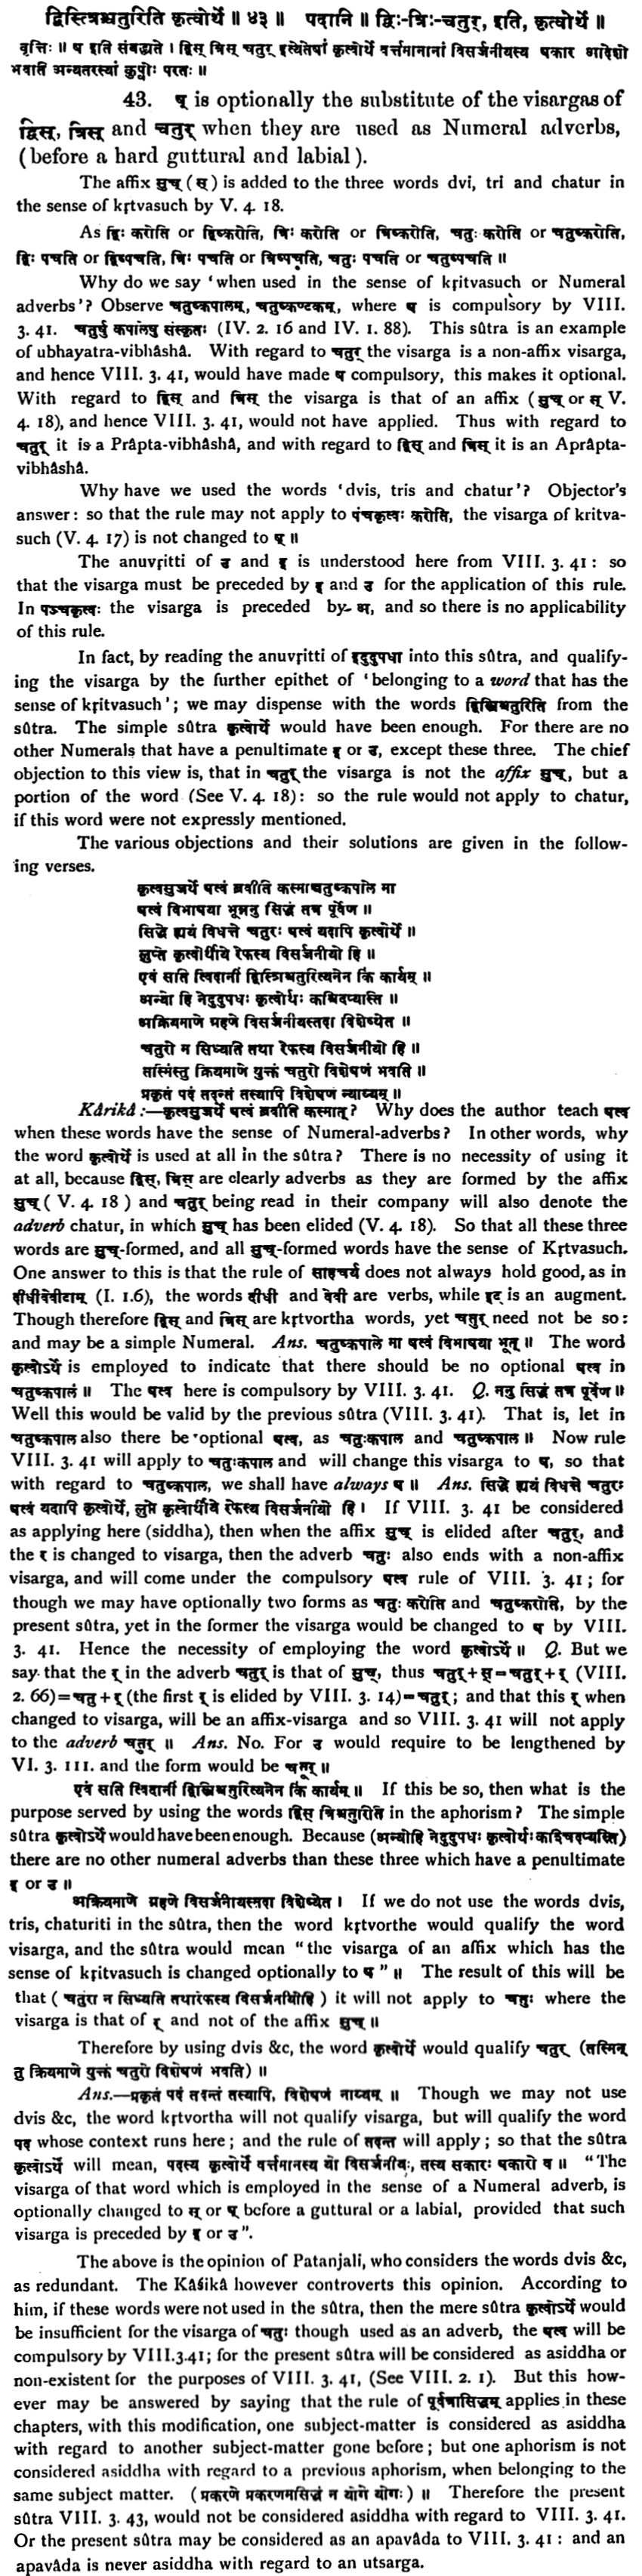 द्विस्त्रिश्चतुरिति कृत्वोर्थे ॥ ४३ ॥ पदानि ॥ द्विः-त्रिः-चतुर्, इति, कृत्वोर्थे ॥
वृत्तिः ॥ ष इति संबद्ध्यते । द्विस् त्रिस् चतुर् इत्येतेषां कृत्वोर्थे वर्त्तमानानां विसर्जनीयस्य षकार आदेशो
भवति अन्यतरस्यां कुप्वोः परतः ॥
43. ष् is optionally the substitute of the visargas of
द्विस्, त्रिस् and चतुर् when they are used as Numeral adverbs,
(before a hard guttural and labial).
The affix सुच् (स्) is added to the three words dvi, tri and chatur in
the sense of kṛtvasuch by V. 4. 18.
As द्विः करोति or द्विष्करोति, त्रिः करोति or त्रिष्करोति, चतुः करोति or चतुष्करोति,
द्विः पचति or द्विष्पचति, त्रिः पचति or त्रिष्पचति, चतुः पचति or चतुष्पचति ॥
Why do we say 'when used in the sense of kṛitvasuch or Numeral
adverbs'? Observe चतुष्कपालम्, चतुष्कण्टकम्, where ष is compulsory by VIII.
3. 41. चतुर्षु कपालेषु संस्कृतः (IV. 2. 16 and IV. 1. 88). This sûtra is an example
of ubhayatra-vibhâshâ. With regard to चतुर् the visarga is a non-affix visarga,
and hence VIII. 3. 41, would have made ष compulsory, this makes it optional.
With regard to द्विस् and त्रिस् the visarga is that of an affix (सुच् or स् V.
4. 18), and hence VIII. 3. 41, would not have applied. Thus with regard to
चतुर् it is a Prâpta-vibhâshâ, and with regard to द्विस् and त्रिस् it is an Aprâpta-
vibhâshâ.
Why have we used the words 'dvis, tris and chatur'? Objector's
answer: so that the rule may not apply to पंचकृत्वः करोति, the visarga of kritva-
such (V. 4. 17) is not changed to ष् ॥
The anuvṛitti of उ and इ is understood here from VIII. 3. 41: so
that the visarga must be preceded by इ and उ for the application of this rule.
In पञ्चकृत्वः the visarga is preceded by अ, and so there is no applicability
of this rule.
In fact, by reading the anuvṛitti of इदुदुपधा into this sûtra, and qualify-
ing the visarga by the further epithet of 'belonging to a word that has the
sense of kṛitvasuch'; we may dispense with the words द्विस्त्रिश्चतुरिति from the
sûtra. The simple sûtra कृत्वोर्थे would have been enough. For there are no
other Numerals that have a penultimate इ or उ, except these three. The chief
objection to this view is, that in चतुर् the visarga is not the affix सुच्, but a
portion of the word (See V. 4. 18): so the rule would not apply to chatur,
if this word were not expressly mentioned.
The various objections and their solutions are given in the follow-
ing verses.
कृत्वसुजर्थे षत्वं ब्रवीति कस्माच्चतुष्कपाले मा
षत्वं विभाषया भून्ननु सिद्धं तत्र पूर्वेण ॥
सिद्धे ह्ययं विधत्ते चतुरः षत्वं यदापि कृत्वोर्थे ॥
लुप्ते कृत्वोर्थीये रेफस्य विसर्जनीयो हि ॥
एवं सति त्विदानीं द्विस्त्रिश्चतुरित्यनेन किं कार्यम् ॥
अन्यो हि नेदुदुपधः कृत्वोर्थः कश्चिदप्यस्ति ॥
अक्रियमाणे ग्रहणे विसर्जनीयस्तदा विशेष्येत ॥
चतुरो न सिध्यति तथा रेफस्य विसर्जनीयो हि ॥
तस्मिंस्तु क्रियमाणे युक्तं चतुरो विशेषणं भवति ॥
प्रकृतं पदं तदन्तं तस्यापि विशेषणं न्याय्यम् ॥
Kârikâ:—कृत्वसुजर्थे षत्वं ब्रवीति कस्मात्? Why does the author teach षत्व
when these words have the sense of Numeral-adverbs? In other words, why
the word कृत्वोर्थे is used at all in the sûtra? There is no necessity of using it
at all, because द्विस्, त्रिस् are clearly adverbs as they are formed by the affix
सुच् (V. 4. 18) and चतुर् being read in their company will also denote the
adverb chatur, in which सुच् has been elided (V. 4. 18). So that all these three
words are सुच्-formed, and all सुच्-formed words have the sense of Kṛtvasuch.
One answer to this is that the rule of साहचर्य does not always hold good, as in
दीधीवेवीटाम् (I. 1.6), the words दीधी and वेवी are verbs, while इट् is an augment.
Though therefore द्विस् and त्रिस् are kṛtvortha words, yet चतुर् need not be so:
and may be a simple Numeral. Ans. चतुष्कपाले मा षत्वं विभाषया भूत् ॥ The word
कृत्वोऽर्थे is employed to indicate that there should be no optional षत्व in
चतुष्कपालं ॥ The षत्व here is compulsory by VIII. 3. 41. Q. ननु सिद्धं तत्र पूर्वेण ॥
Well this would be valid by the previous sûtra (VIII. 3. 41). That is, let in
चतुष्कपाल also there be optional षत्व, as चतुःकपाल and चतुष्कपाल ॥ Now rule
VIII. 3. 41 will apply to चतुःकपाल and will change this visarga to ष, so that
with regard to चतुष्कपाल, we shall have always ष ॥ Ans. सिद्धे ह्ययं विधत्ते चतुरः
षत्वं यदापि कृत्वोर्थे, लुप्ते कृत्वोर्थीये रेफस्य विसर्जनीयो हि । If VIII. 3. 41 be considered
as applying here (siddha), then when the affix सुच् is elided after चतुर्, and
the र is changed to visarga, then the adverb चतुः also ends with a non-affix
visarga, and will come under the compulsory षत्व rule of VIII. 3. 41; for
though we may have optionally two forms as चतुः करोति and चतुष्करोति, by the
present sûtra, yet in the former the visarga would be changed to ष by VIII.
3. 41. Hence the necessity of employing the word कृत्वोऽर्थे ॥ Q. But we
say that the र् in the adverb चतुर् is that of सुच्, thus चतुर्+स्=चतुर्+र् (VIII.
2. 66)=चतु+र् (the first र् is elided by VIII. 3. 14)=चतुर्; and that this र् when
changed to visarga, will be an affix-visarga and so VIII. 3. 41 will not apply
to the adverb चतुर् ॥ Ans. No. For उ would require to be lengthened by
VI. 3. 111. and the form would be चतूर् ॥
एवं सति त्विदानीं द्विस्त्रिश्चतुरित्यनेन किं कार्यम् ॥ If this be so, then what is the
purpose served by using the words द्विस् त्रिश्चतुरिति in the aphorism? The simple
sûtra कृत्वोऽर्थे would have been enough. Because (अन्योहि नेदुदुपधः कृत्वोर्थः कश्चिदप्यस्ति)
there are no other numeral adverbs than these three which have a penultimate
इ or उ ॥
अक्रियमाणे ग्रहणे विसर्जनीयस्तदा विशेष्येत । If we do not use the words dvis,
tris, chaturiti in the sûtra, then the word kṛtvorthe would qualify the word
visarga, and the sûtra would mean "the visarga of an affix which has the
sense of kṛitvasuch is changed optionally to ष" ॥ The result of this will be
that (चतुरो न सिध्यति तथारेफस्य विसर्जनीयोहि) it will not apply to चतुः where the
visarga is that of र् and not of the affix सुच् ॥
Therefore by using dvis &c, the word कृत्वोर्थे would qualify चतुर् (तस्मिन्
तु क्रियमाणे युक्तं चतुरो विशेषणं भवति) ॥
Ans.—प्रकृतं पदं तदन्तं तस्यापि, विशेषणं नाय्यम् ॥ Though we may not use
dvis &c, the word kṛtvortha will not qualify visarga, but will qualify the word
पद whose context runs here; and the rule of तदन्त will apply; so that the sûtra
कृत्वोऽर्थे will mean, पदस्य कृत्वोर्थे वर्त्तमानस्य यो विसर्जनीयः, तस्य सकारः षकारो व ॥ "The
visarga of that word which is employed in the sense of a Numeral adverb, is
optionally changed to स् or ष् before a guttural or a labial, provided that such
visarga is preceded by इ or उ".
The above is the opinion of Patanjali, who considers the words dvis &c,
as redundant. The Kâśikâ however controverts this opinion. According to
him, if these words were not used in the sûtra, then the mere sûtra कृत्वोऽर्थे would
be insufficient for the visarga of चतुः though used as an adverb, the षत्व will be
compulsory by VIII.3.41; for the present sûtra will be considered as asiddha or
non-existent for the purposes of VIII. 3. 41, (See VIII. 2. 1). But this how-
ever may be answered by saying that the rule of पूर्वत्रासिद्धम् applies in these
chapters, with this modification, one subject-matter is considered as asiddha
with regard to another subject-matter gone before; but one aphorism is not
considered asiddha with regard to a previous aphorism, when belonging to the
same subject matter. (प्रकरणे प्रकरणमसिद्धं न योगे योगः) ॥ Therefore the present
sûtra VIII. 3. 43, would not be considered asiddha with regard to VIII. 3. 41.
Or the present sûtra may be considered as an apavâda to VIII. 3. 41: and an
apavâda is never asiddha with regard to an utsarga.